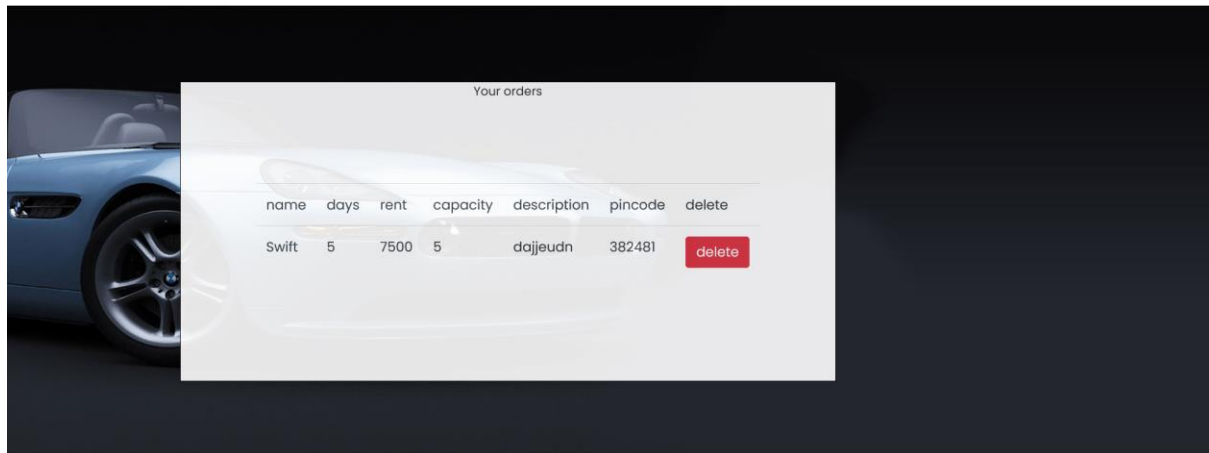 Your orders
name days rent capacity description pincode delete
Swift 5 7500 5 dajjeudn 382481 delete